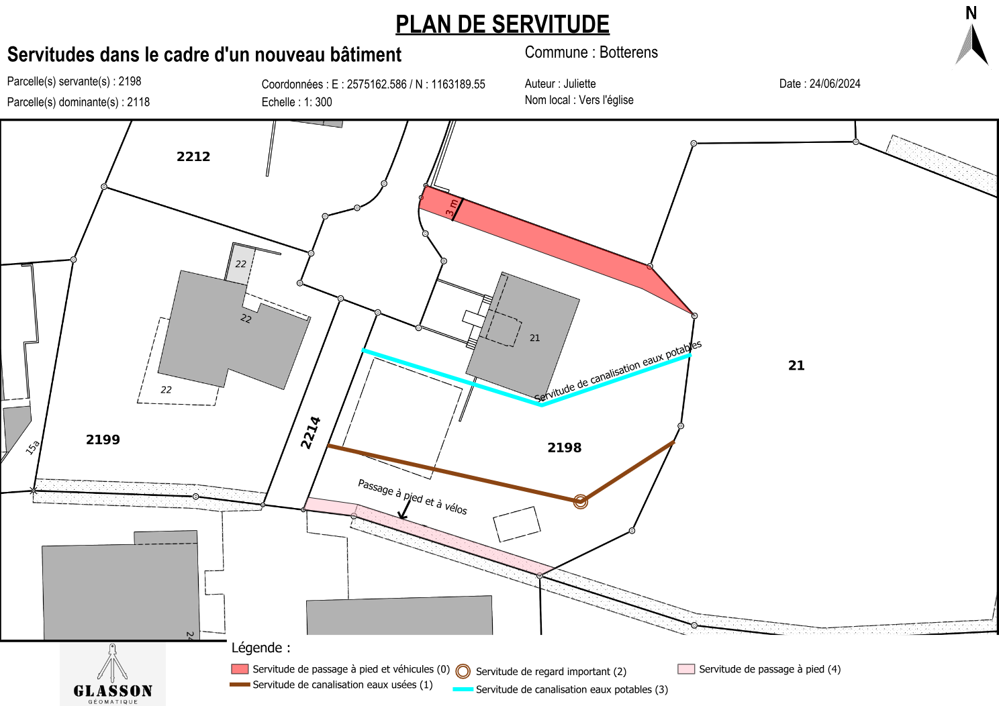 N
PLAN DE SERVITUDE
Servitudes dans le cadre d'un nouveau bâtiment
Commune : Botterens
Parcelle(s) servante(s) : 2198
Coordonnées : E : 2575162.586 / N : 1163189.55
Auteur : Juliette
Date : 24/06/2024
Parcelle(s) dominante(s) : 2118
Echelle : 1: 300
Nom local : Vers l'église
2212
3 m
22
22
21
Servitude de canalisation eaux potables
21
22
2214
2199
15a
2198
Passage à pied et à vélos
Légende :
Servitude de passage à pied et véhicules (0)
Servitude de regard important (2)
Servitude de passage à pied (4)
Servitude de canalisation eaux usées (1)
Servitude de canalisation eaux potables (3)
GLASSON
GÉOMATIQUE